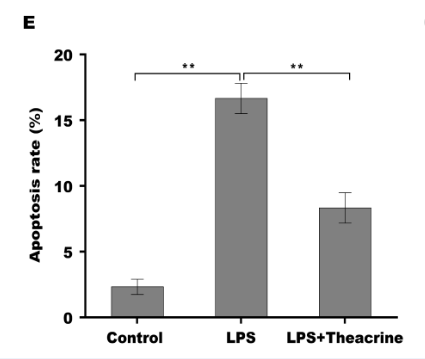 E
** **
20
15
10
5
0
Apoptosis rate (%)
Control LPS LPS+Theacrine